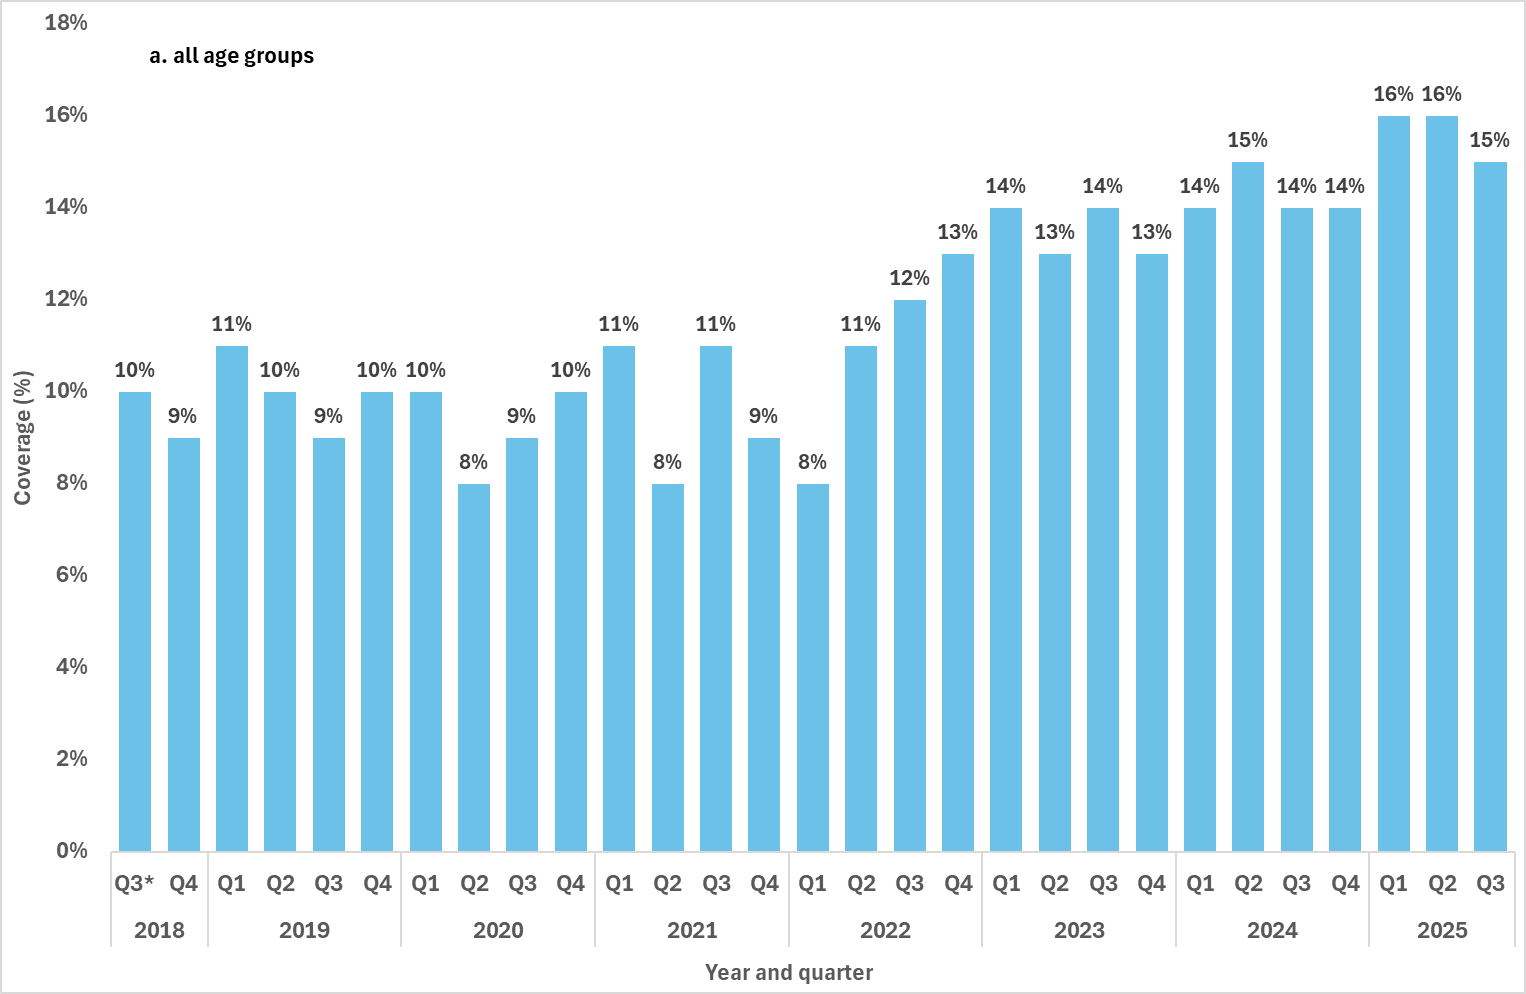 18%
a. all age groups
16%
14%
12%
10%
8%
6%
4%
2%
0%
Coverage (%)
10% 9% 11% 10% 9% 10% 10% 8% 9% 10% 11% 8% 11% 9% 8% 11% 12% 13% 14% 13% 14% 13% 14% 15% 14% 14% 16% 16% 15%
Q3* Q4 Q1 Q2 Q3 Q4 Q1 Q2 Q3 Q4 Q1 Q2 Q3 Q4 Q1 Q2 Q3 Q4 Q1 Q2 Q3 Q4 Q1 Q2 Q3 Q4 Q1 Q2 Q3
2018 2019 2020 2021 2022 2023 2024 2025
Year and quarter